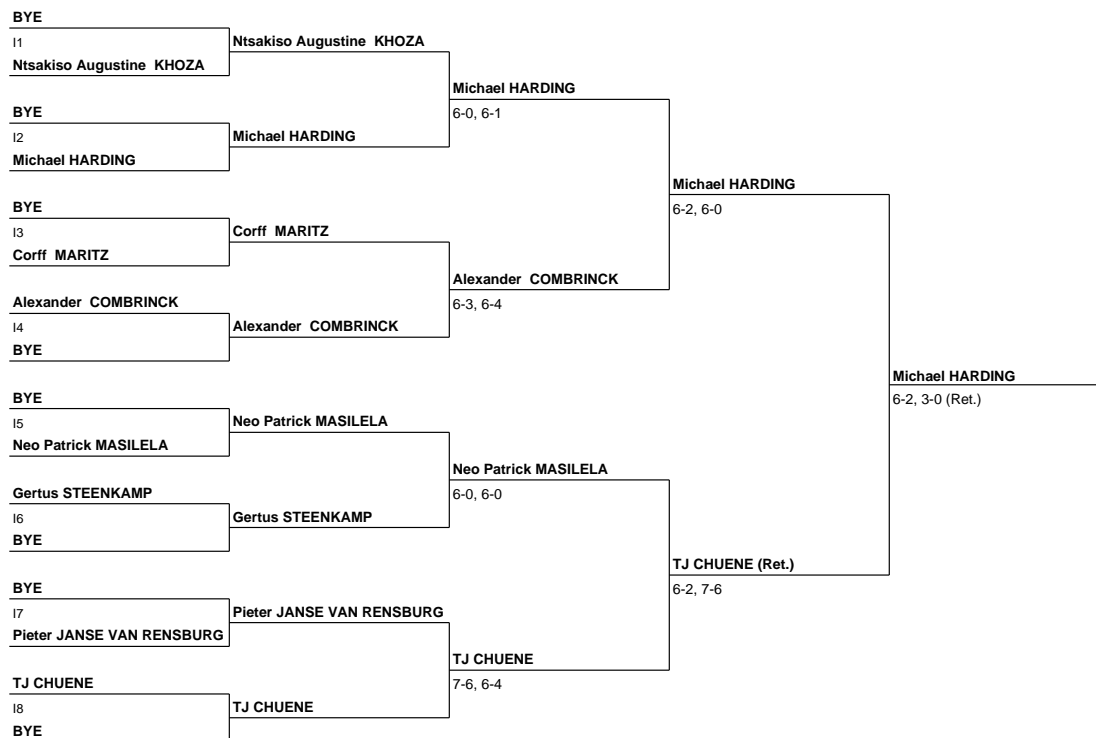 BYE
I1
Ntsakiso Augustine  KHOZA
BYE
I2
Michael HARDING
BYE
I3
Corff  MARITZ
Alexander  COMBRINCK
I4
BYE
BYE
I5
Neo Patrick MASILELA
Gertus STEENKAMP
I6
BYE
BYE
I7
Pieter JANSE VAN RENSBURG
TJ CHUENE
I8
BYE
Ntsakiso Augustine  KHOZA
Michael HARDING
Corff  MARITZ
Alexander  COMBRINCK
Neo Patrick MASILELA
Gertus STEENKAMP
Pieter JANSE VAN RENSBURG
TJ CHUENE
Michael HARDING
6-0, 6-1
Alexander  COMBRINCK
6-3, 6-4
Neo Patrick MASILELA
6-0, 6-0
TJ CHUENE
7-6, 6-4
Michael HARDING
6-2, 6-0
TJ CHUENE (Ret.)
6-2, 7-6
Michael HARDING
6-2, 3-0 (Ret.)